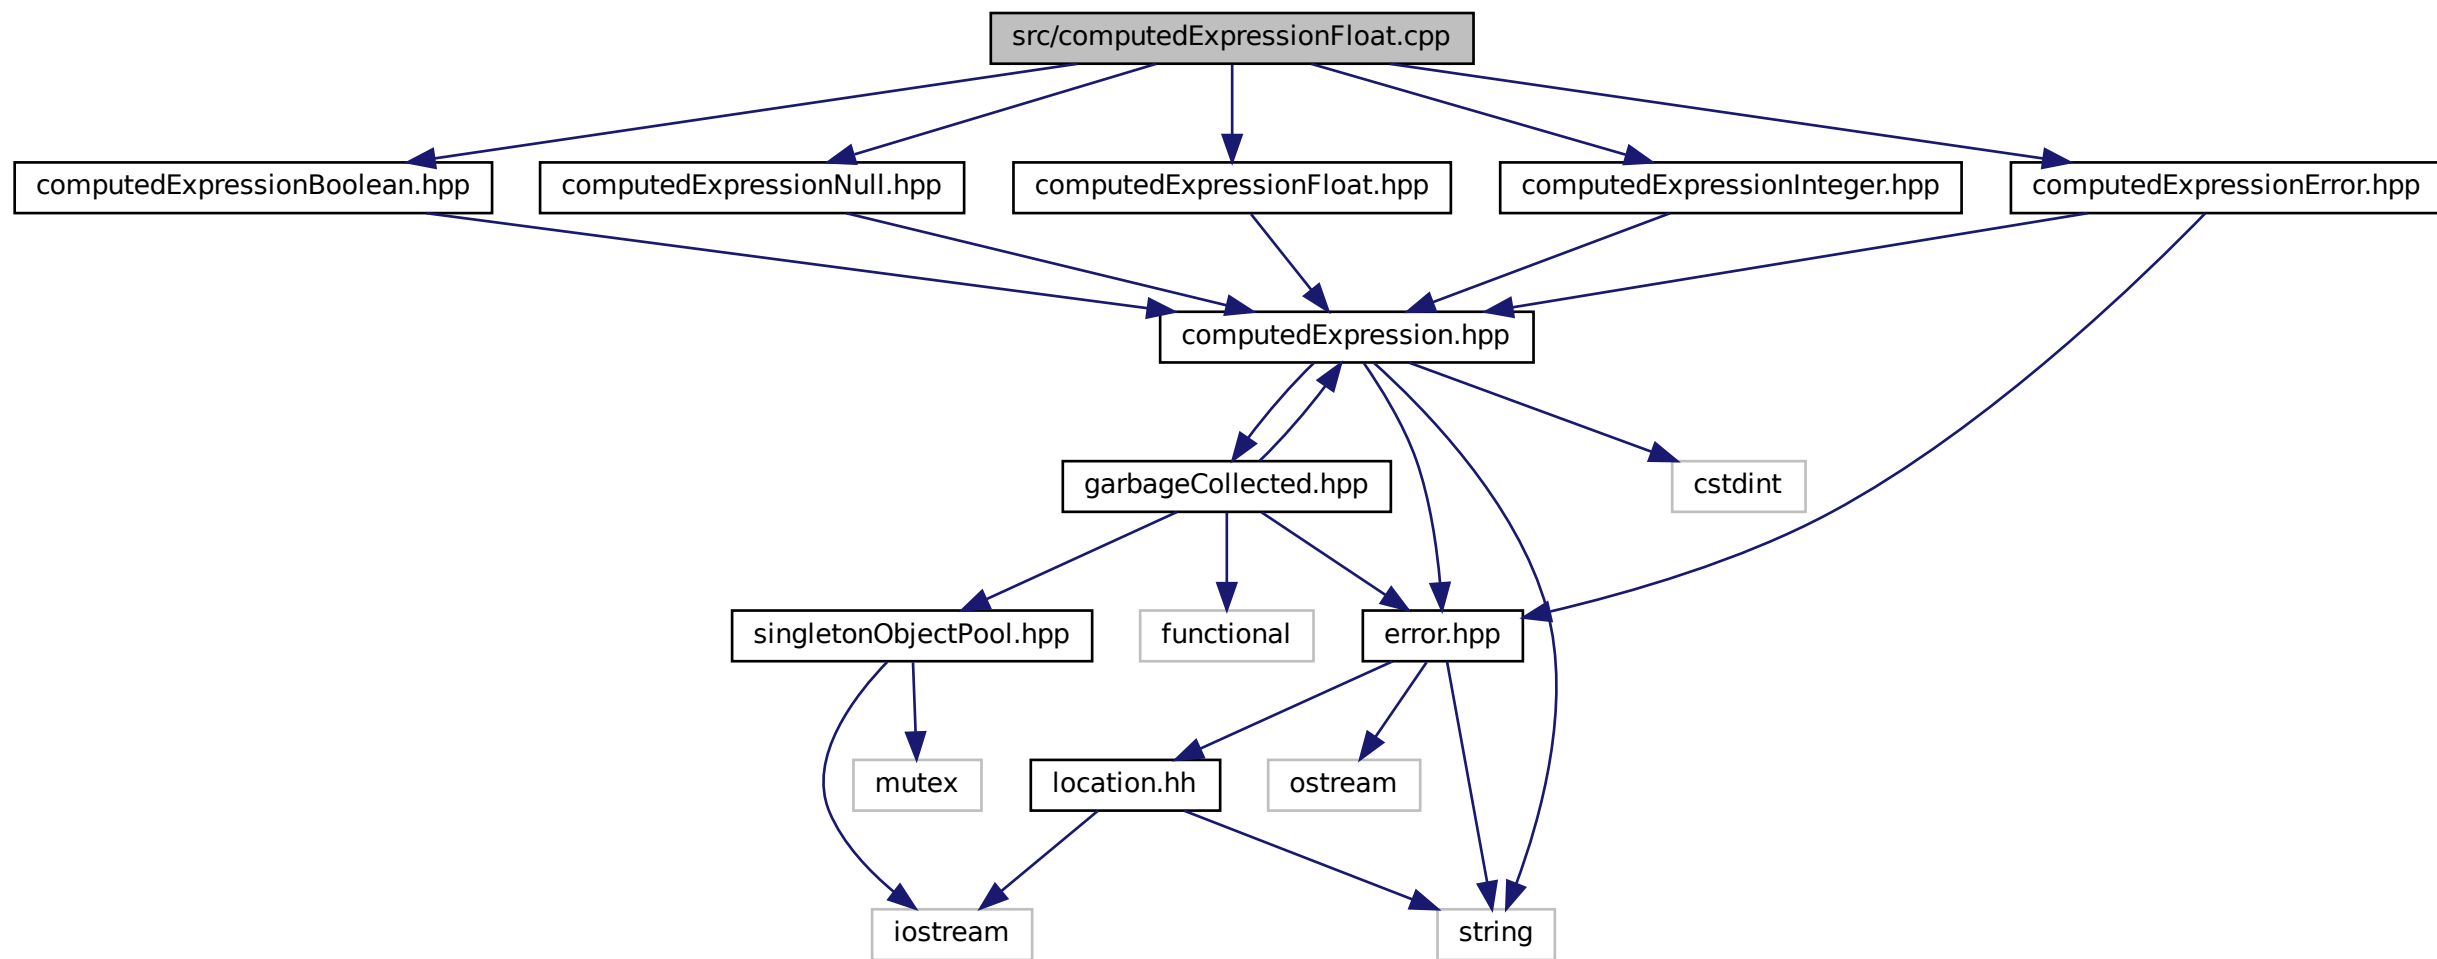 src/computedExpressionFloat.cpp
computedExpressionBoolean.hpp
computedExpressionNull.hpp
computedExpressionFloat.hpp
computedExpressionInteger.hpp
computedExpressionError.hpp
computedExpression.hpp
garbageCollected.hpp
cstdint
singletonObjectPool.hpp
functional
error.hpp
mutex
location.hh
ostream
iostream
string